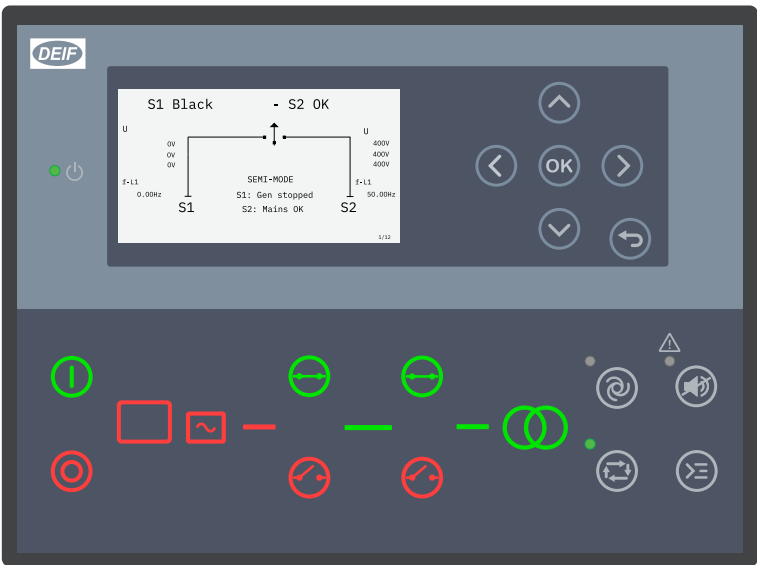 DEIF
S1 Black - S2 OK
U U
0V 400V
0V 400V
0V 400V
f-L1 SEMI-MODE f-L1
0.00Hz S1: Gen stopped 50.00Hz
S1 S2: Mains OK S2
1/12
OK